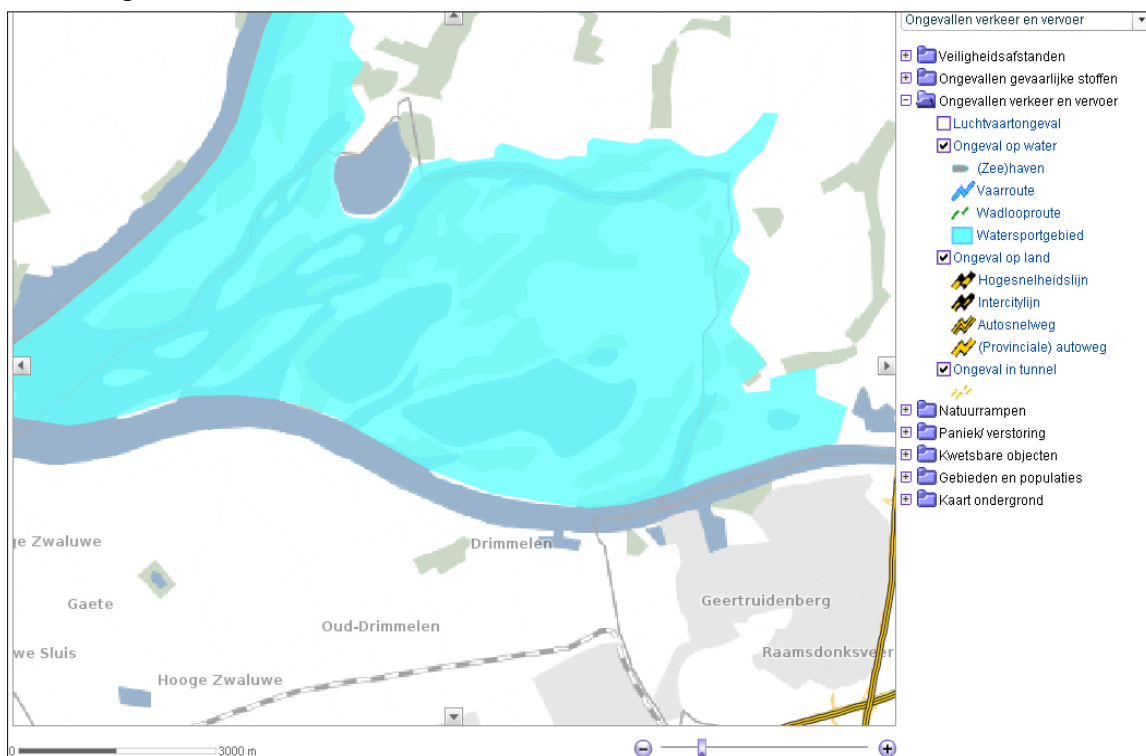 Ongevallen verkeer en vervoer
Veiligheidsafstanden
Ongevallen gevaarlijke stoffen
Ongevallen verkeer en vervoer
Luchtvaartongeval
Ongeval op water
(Zee)haven
Vaarroute
Wadlooproute
Watersportgebied
Ongeval op land
Hogesnelheidslijn
Intercitylijn
Autosnelweg
(Provinciale) autoweg
Ongeval in tunnel
Natuurrampen
Paniek/ verstoring
Kwetsbare objecten
Gebieden en populaties
Kaart ondergrond
ge Zwaluwe
Drimmelen
Gaete
Geertruidenberg
Oud-Drimmelen
we Sluis
Raamsdonksveer
Hooge Zwaluwe
0 3000 m